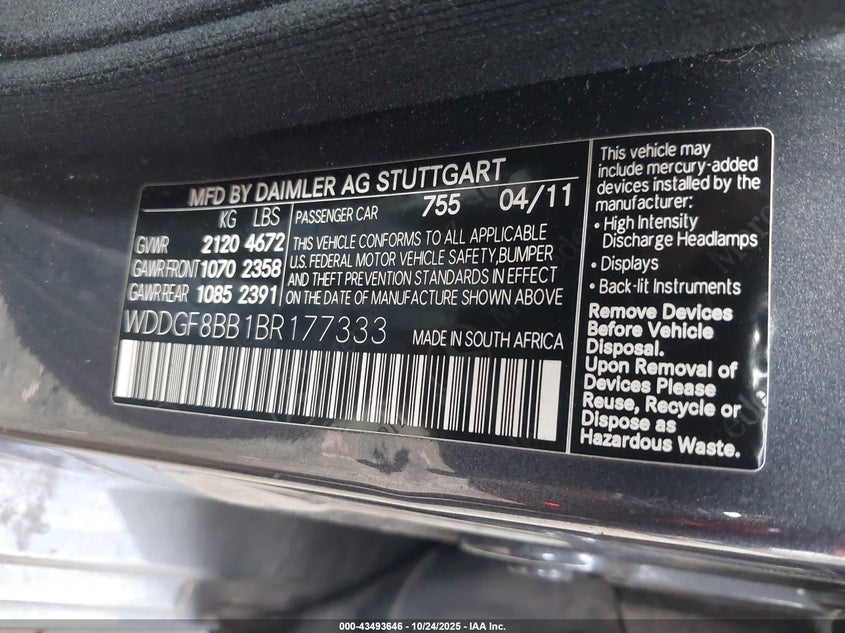 MFD BY DAIMLER AG STUTTGART
KG LBS
GVWR 2120 4672
GAWR FRONT 1070 2358
GAWR REAR 1085 2391
PASSENGER CAR 755 04/11
THIS VEHICLE CONFORMS TO ALL APPLICABLE
U.S. FEDERAL MOTOR VEHICLE SAFETY, BUMPER
AND THEFT PREVENTION STANDARDS IN EFFECT
ON THE DATE OF MANUFACTURE SHOWN ABOVE
WDDGF8BB1BR177333 MADE IN SOUTH AFRICA
This vehicle may
include mercury-added
devices installed by the
manufacturer:
• High Intensity
Discharge Headlamps
• Displays
• Back-lit Instruments
Remove Devices
Before Vehicle
Disposal.
Upon Removal of
Devices Please
Reuse, Recycle or
Dispose as
Hazardous Waste.
000-43493646 - 10/24/2025 - IAA Inc.